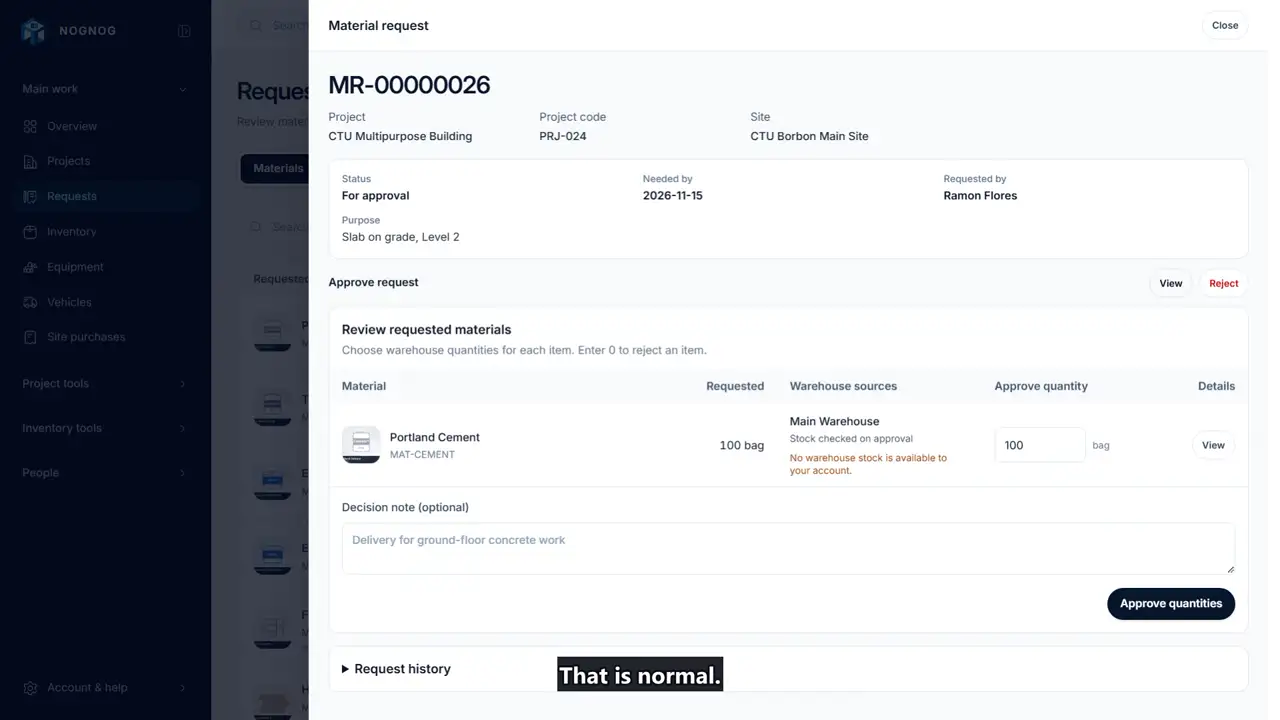 NOGNOG
Main work
Overview
Projects
Requests
Inventory
Equipment
Vehicles
Site purchases
Project tools
Inventory tools
People
Account & help
Materials
Material request
Close
MR-00000026
Project
CTU Multipurpose Building
Project code
PRJ-024
Site
CTU Borbon Main Site
Status
For approval
Needed by
2026-11-15
Requested by
Ramon Flores
Purpose
Slab on grade, Level 2
Approve request
View
Reject
Review requested materials
Choose warehouse quantities for each item. Enter 0 to reject an item.
Material
Requested
Warehouse sources
Approve quantity
Details
Portland Cement
MAT-CEMENT
100 bag
Main Warehouse
Stock checked on approval
No warehouse stock is available to
your account.
100
bag
View
Decision note (optional)
Delivery for ground-floor concrete work
Approve quantities
Request history
That is normal.